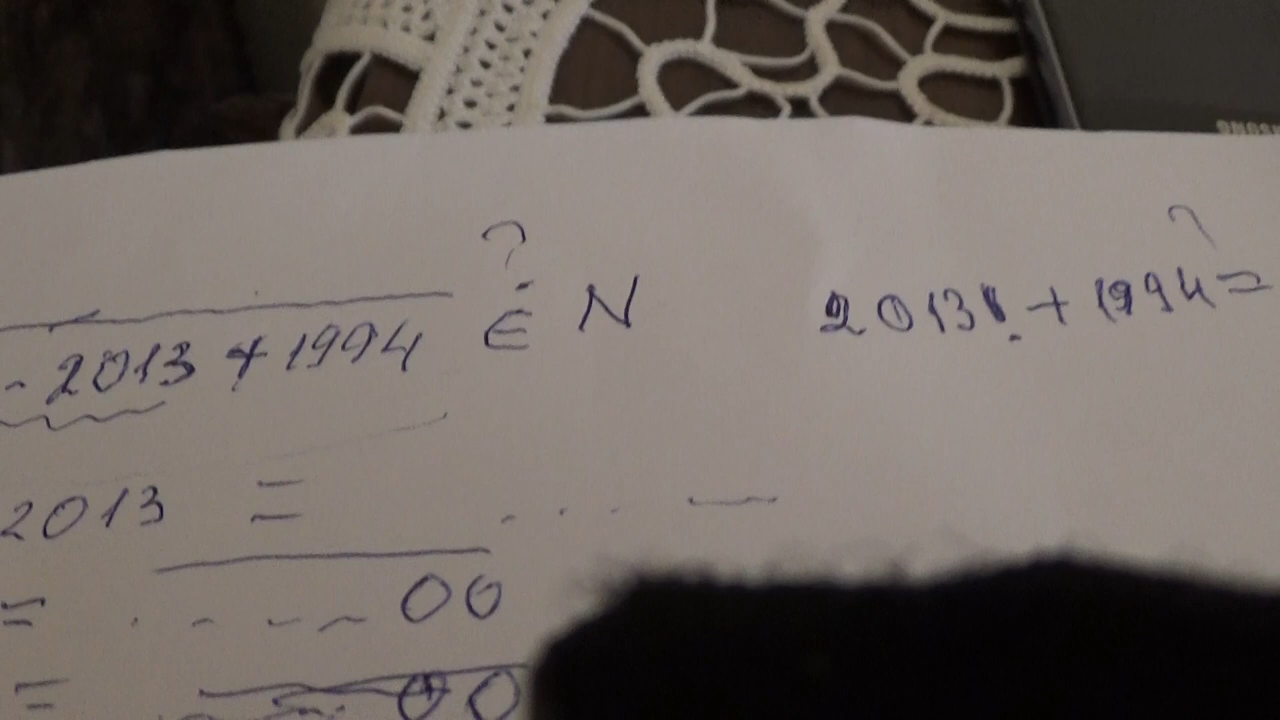 - 2013 + 1994 ∈ N ?
2013. + 1994 = ?
2013 = .... —
= . - - ~ 00
= 00